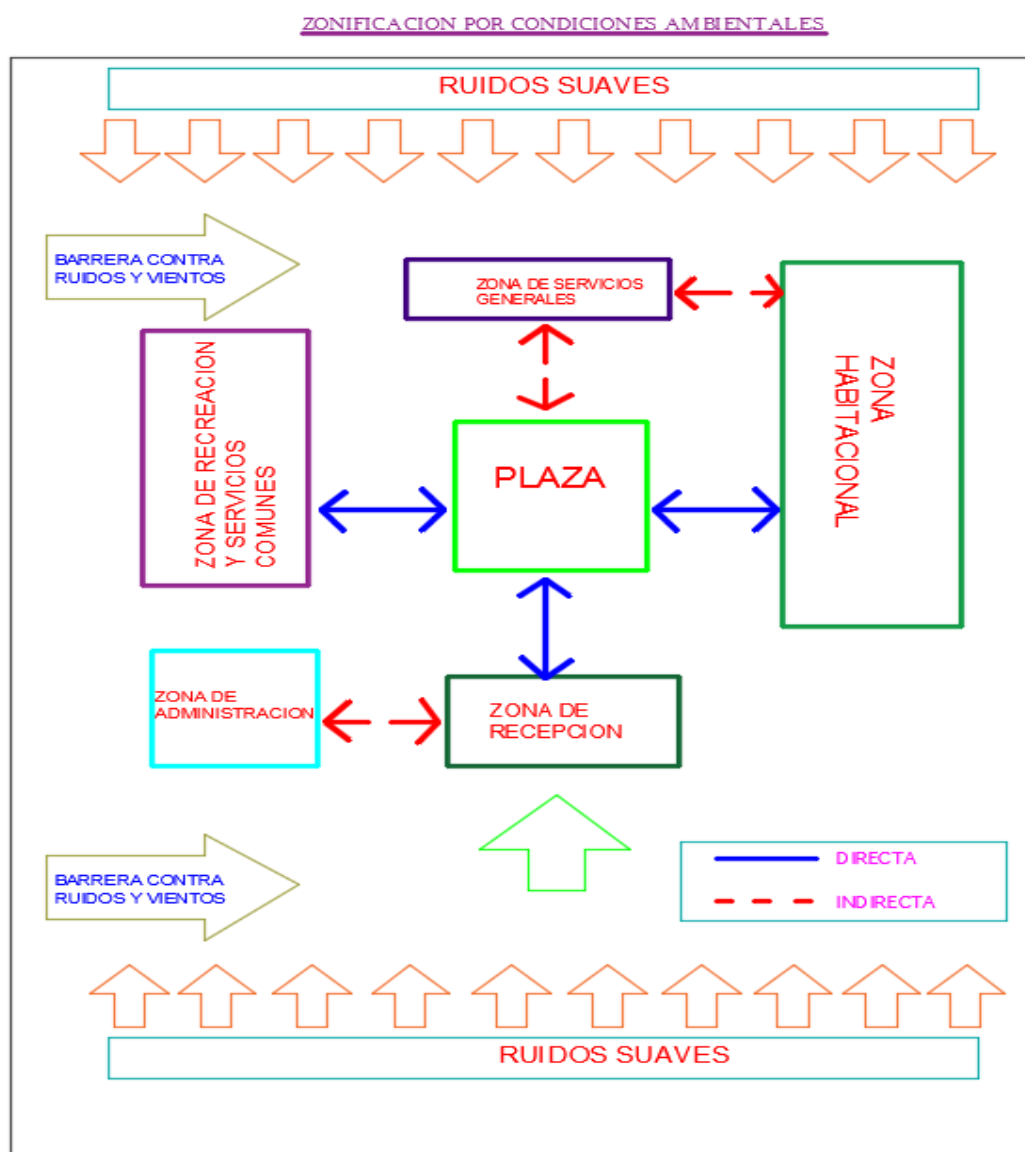 ZONIFICACION POR CONDICIONES AMBIENTALES
RUIDOS SUAVES
BARRERA CONTRA
RUIDOS Y VIENTOS
ZONA DE SERVICIOS
GENERALES
ZONA
HABITACIONAL
ZONA DE RECREACION
Y SERVICIOS
COMUNES
PLAZA
ZONA DE
ADMINISTRACION
ZONA DE
RECEPCION
BARRERA CONTRA
RUIDOS Y VIENTOS
DIRECTA
INDIRECTA
RUIDOS SUAVES